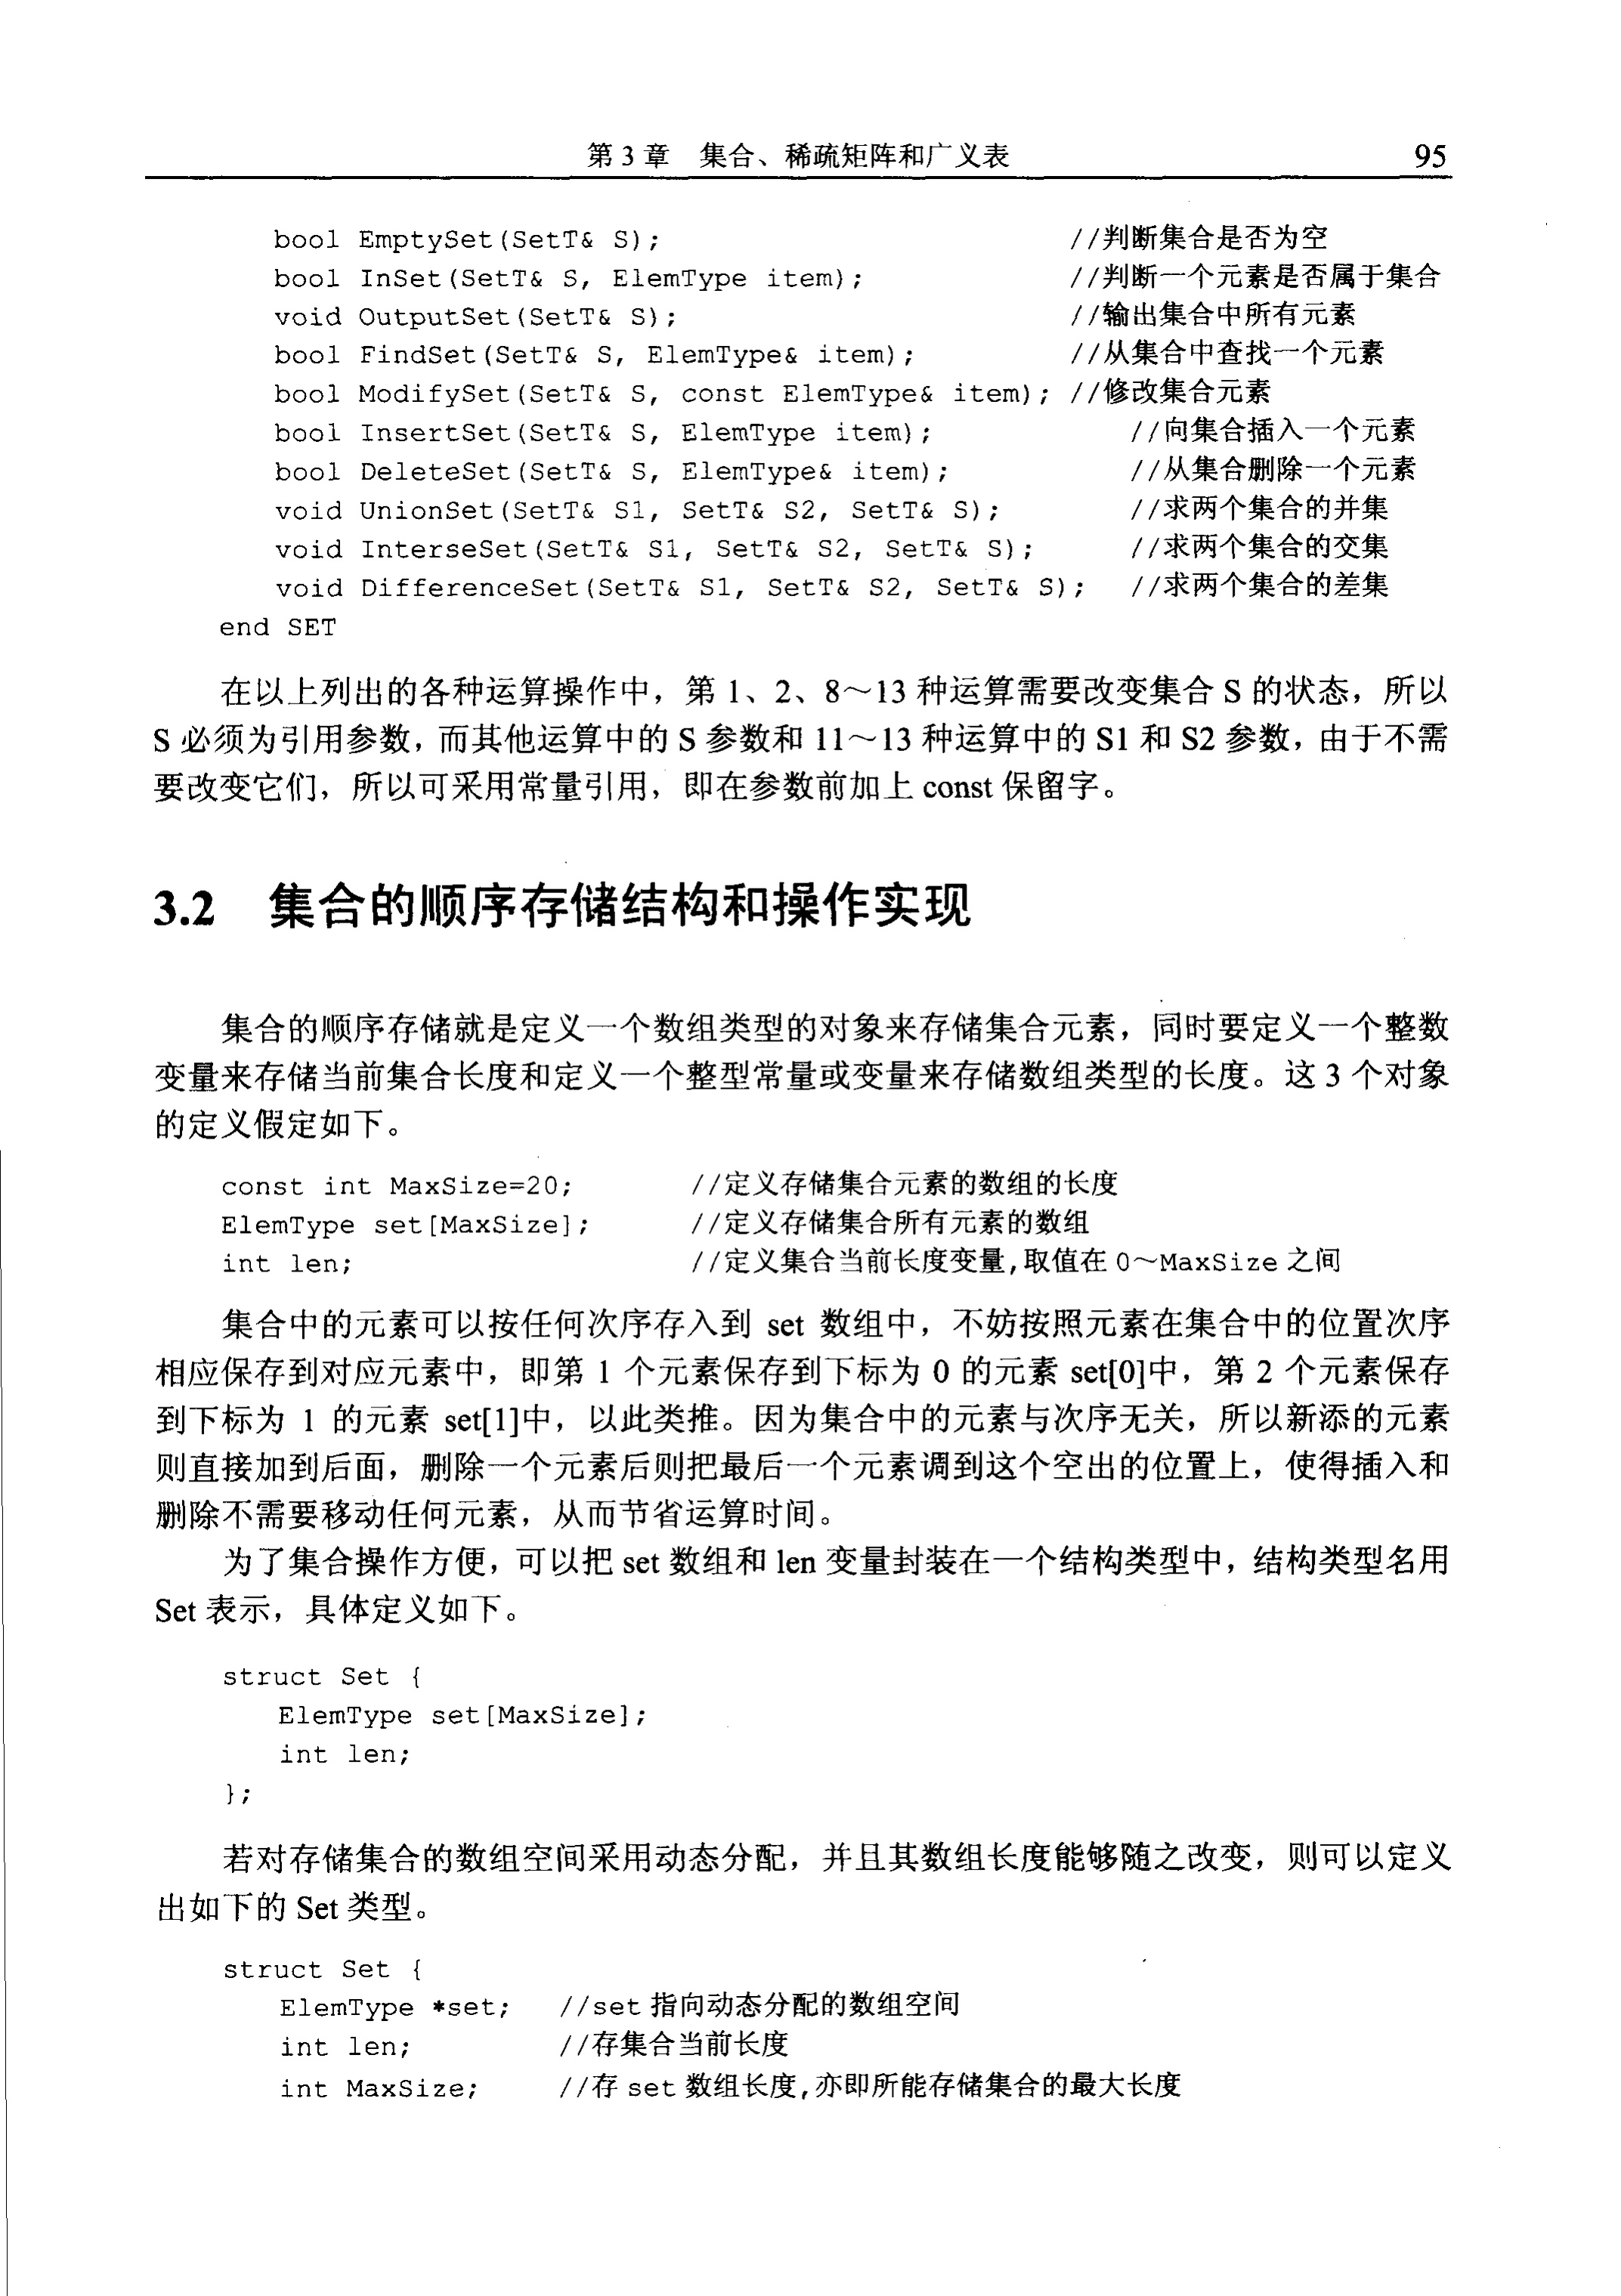 第 3 章　集合、稀疏矩阵和广义表　95
bool EmptySet(SetT& S); //判断集合是否为空
bool InSet(SetT& S, ElemType item); //判断一个元素是否属于集合
void OutputSet(SetT& S); //输出集合中所有元素
bool FindSet(SetT& S, ElemType& item); //从集合中查找一个元素
bool ModifySet(SetT& S, const ElemType& item); //修改集合元素
bool InsertSet(SetT& S, ElemType item); //向集合插入一个元素
bool DeleteSet(SetT& S, ElemType& item); //从集合删除一个元素
void UnionSet(SetT& S1, SetT& S2, SetT& S); //求两个集合的并集
void InterseSet(SetT& S1, SetT& S2, SetT& S); //求两个集合的交集
void DifferenceSet(SetT& S1, SetT& S2, SetT& S); //求两个集合的差集
end SET
在以上列出的各种运算操作中，第 1、2、8～13 种运算需要改变集合 S 的状态，所以
S 必须为引用参数，而其他运算中的 S 参数和 11～13 种运算中的 S1 和 S2 参数，由于不需
要改变它们，所以可采用常量引用，即在参数前加上 const 保留字。
3.2　集合的顺序存储结构和操作实现
集合的顺序存储就是定义一个数组类型的对象来存储集合元素，同时要定义一个整数
变量来存储当前集合长度和定义一个整型常量或变量来存储数组类型的长度。这 3 个对象
的定义假定如下。
const int MaxSize=20; //定义存储集合元素的数组的长度
ElemType set[MaxSize]; //定义存储集合所有元素的数组
int len; //定义集合当前长度变量,取值在 0～MaxSize 之间
集合中的元素可以按任何次序存入到 set 数组中，不妨按照元素在集合中的位置次序
相应保存到对应元素中，即第 1 个元素保存到下标为 0 的元素 set[0]中，第 2 个元素保存
到下标为 1 的元素 set[1]中，以此类推。因为集合中的元素与次序无关，所以新添的元素
则直接加到后面，删除一个元素后则把最后一个元素调到这个空出的位置上，使得插入和
删除不需要移动任何元素，从而节省运算时间。
为了集合操作方便，可以把 set 数组和 len 变量封装在一个结构类型中，结构类型名用
Set 表示，具体定义如下。
struct Set {
ElemType set[MaxSize];
int len;
};
若对存储集合的数组空间采用动态分配，并且其数组长度能够随之改变，则可以定义
出如下的 Set 类型。
struct Set {
ElemType *set; //set 指向动态分配的数组空间
int len; //存集合当前长度
int MaxSize; //存 set 数组长度,亦即所能存储集合的最大长度